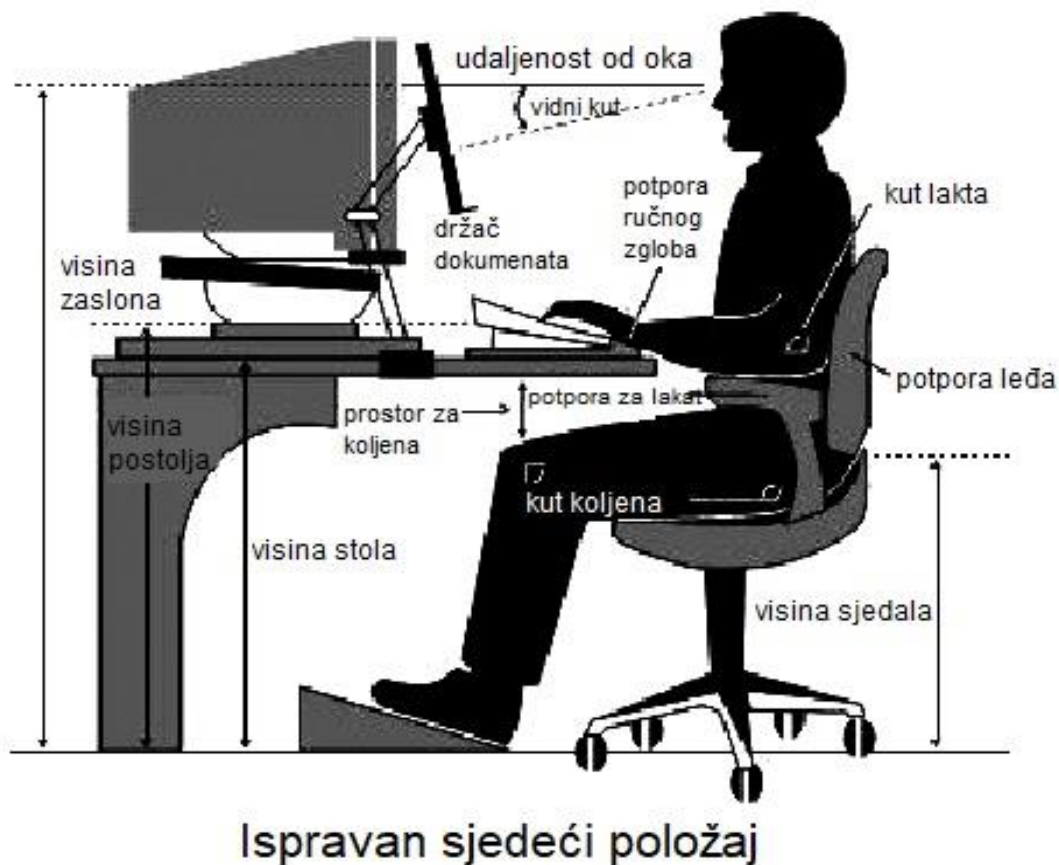 udaljenost od oka
vidni kut
potpora
ručnog
zgloba
kut lakta
držač
dokumenata
visina
zaslona
potpora leđa
potpora za lakat
prostor za
koljena
visina
postolja
kut koljena
visina stola
visina sjedala
Ispravan sjedeći položaj